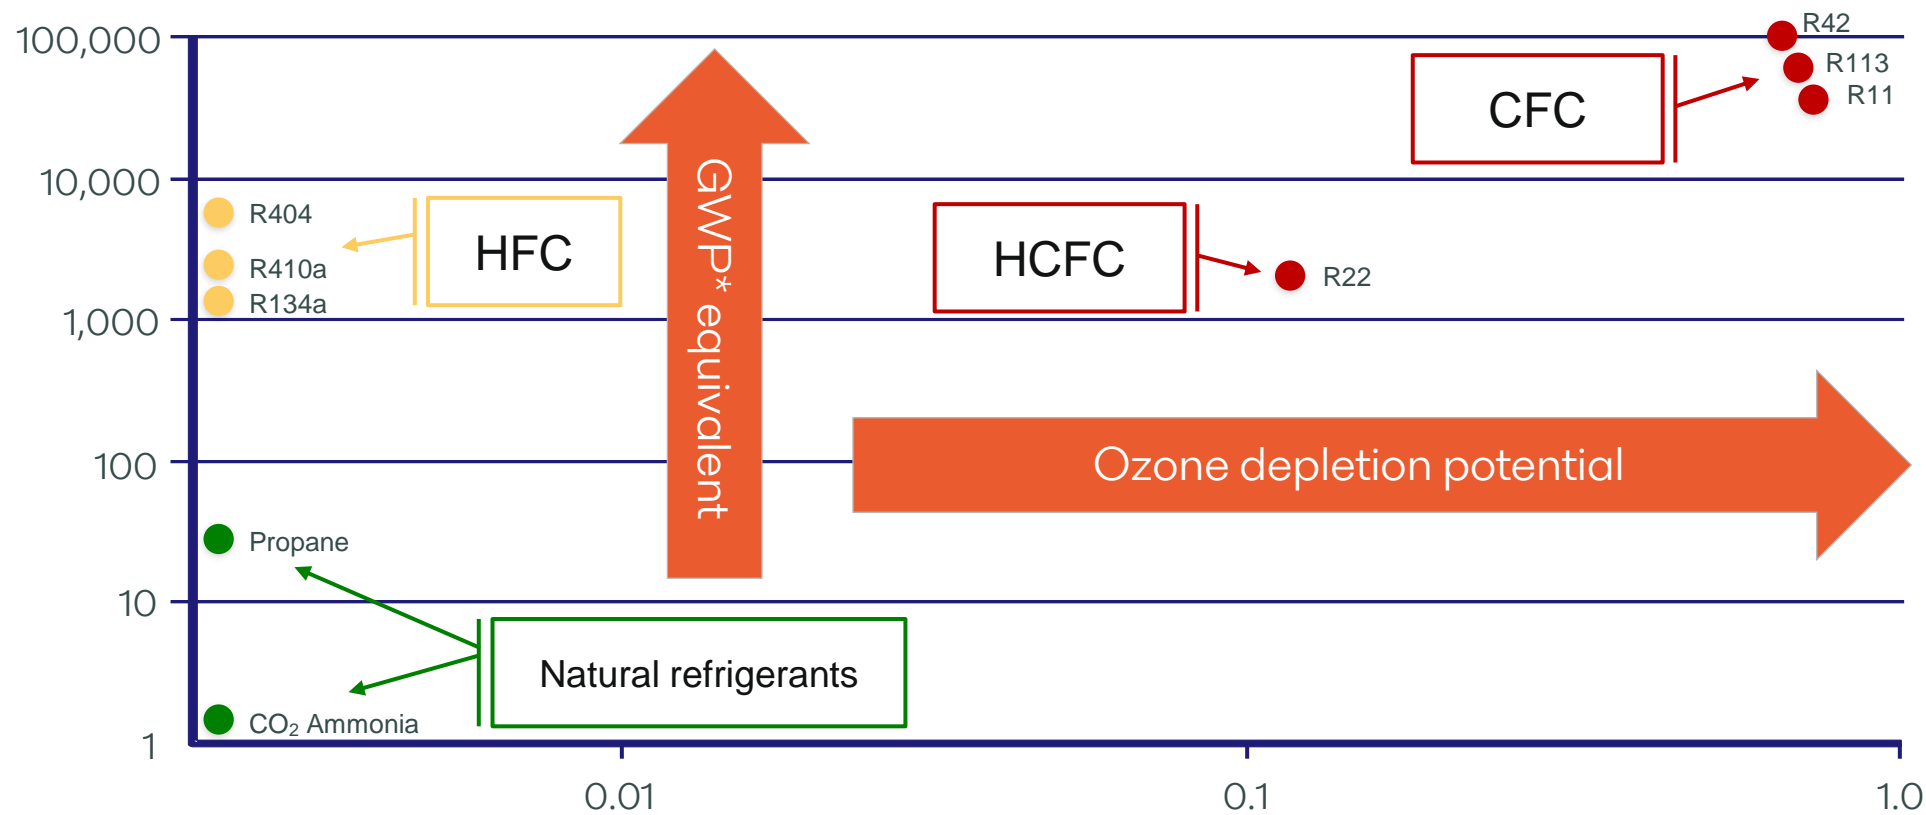 100,000
R42
R113
R11
CFC
10,000
R404
R410a
R134a
HFC
GWP* equivalent
HCFC
R22
1,000
100
Ozone depletion potential
Propane
10
Natural refrigerants
CO₂ Ammonia
1
0.01
0.1
1.0